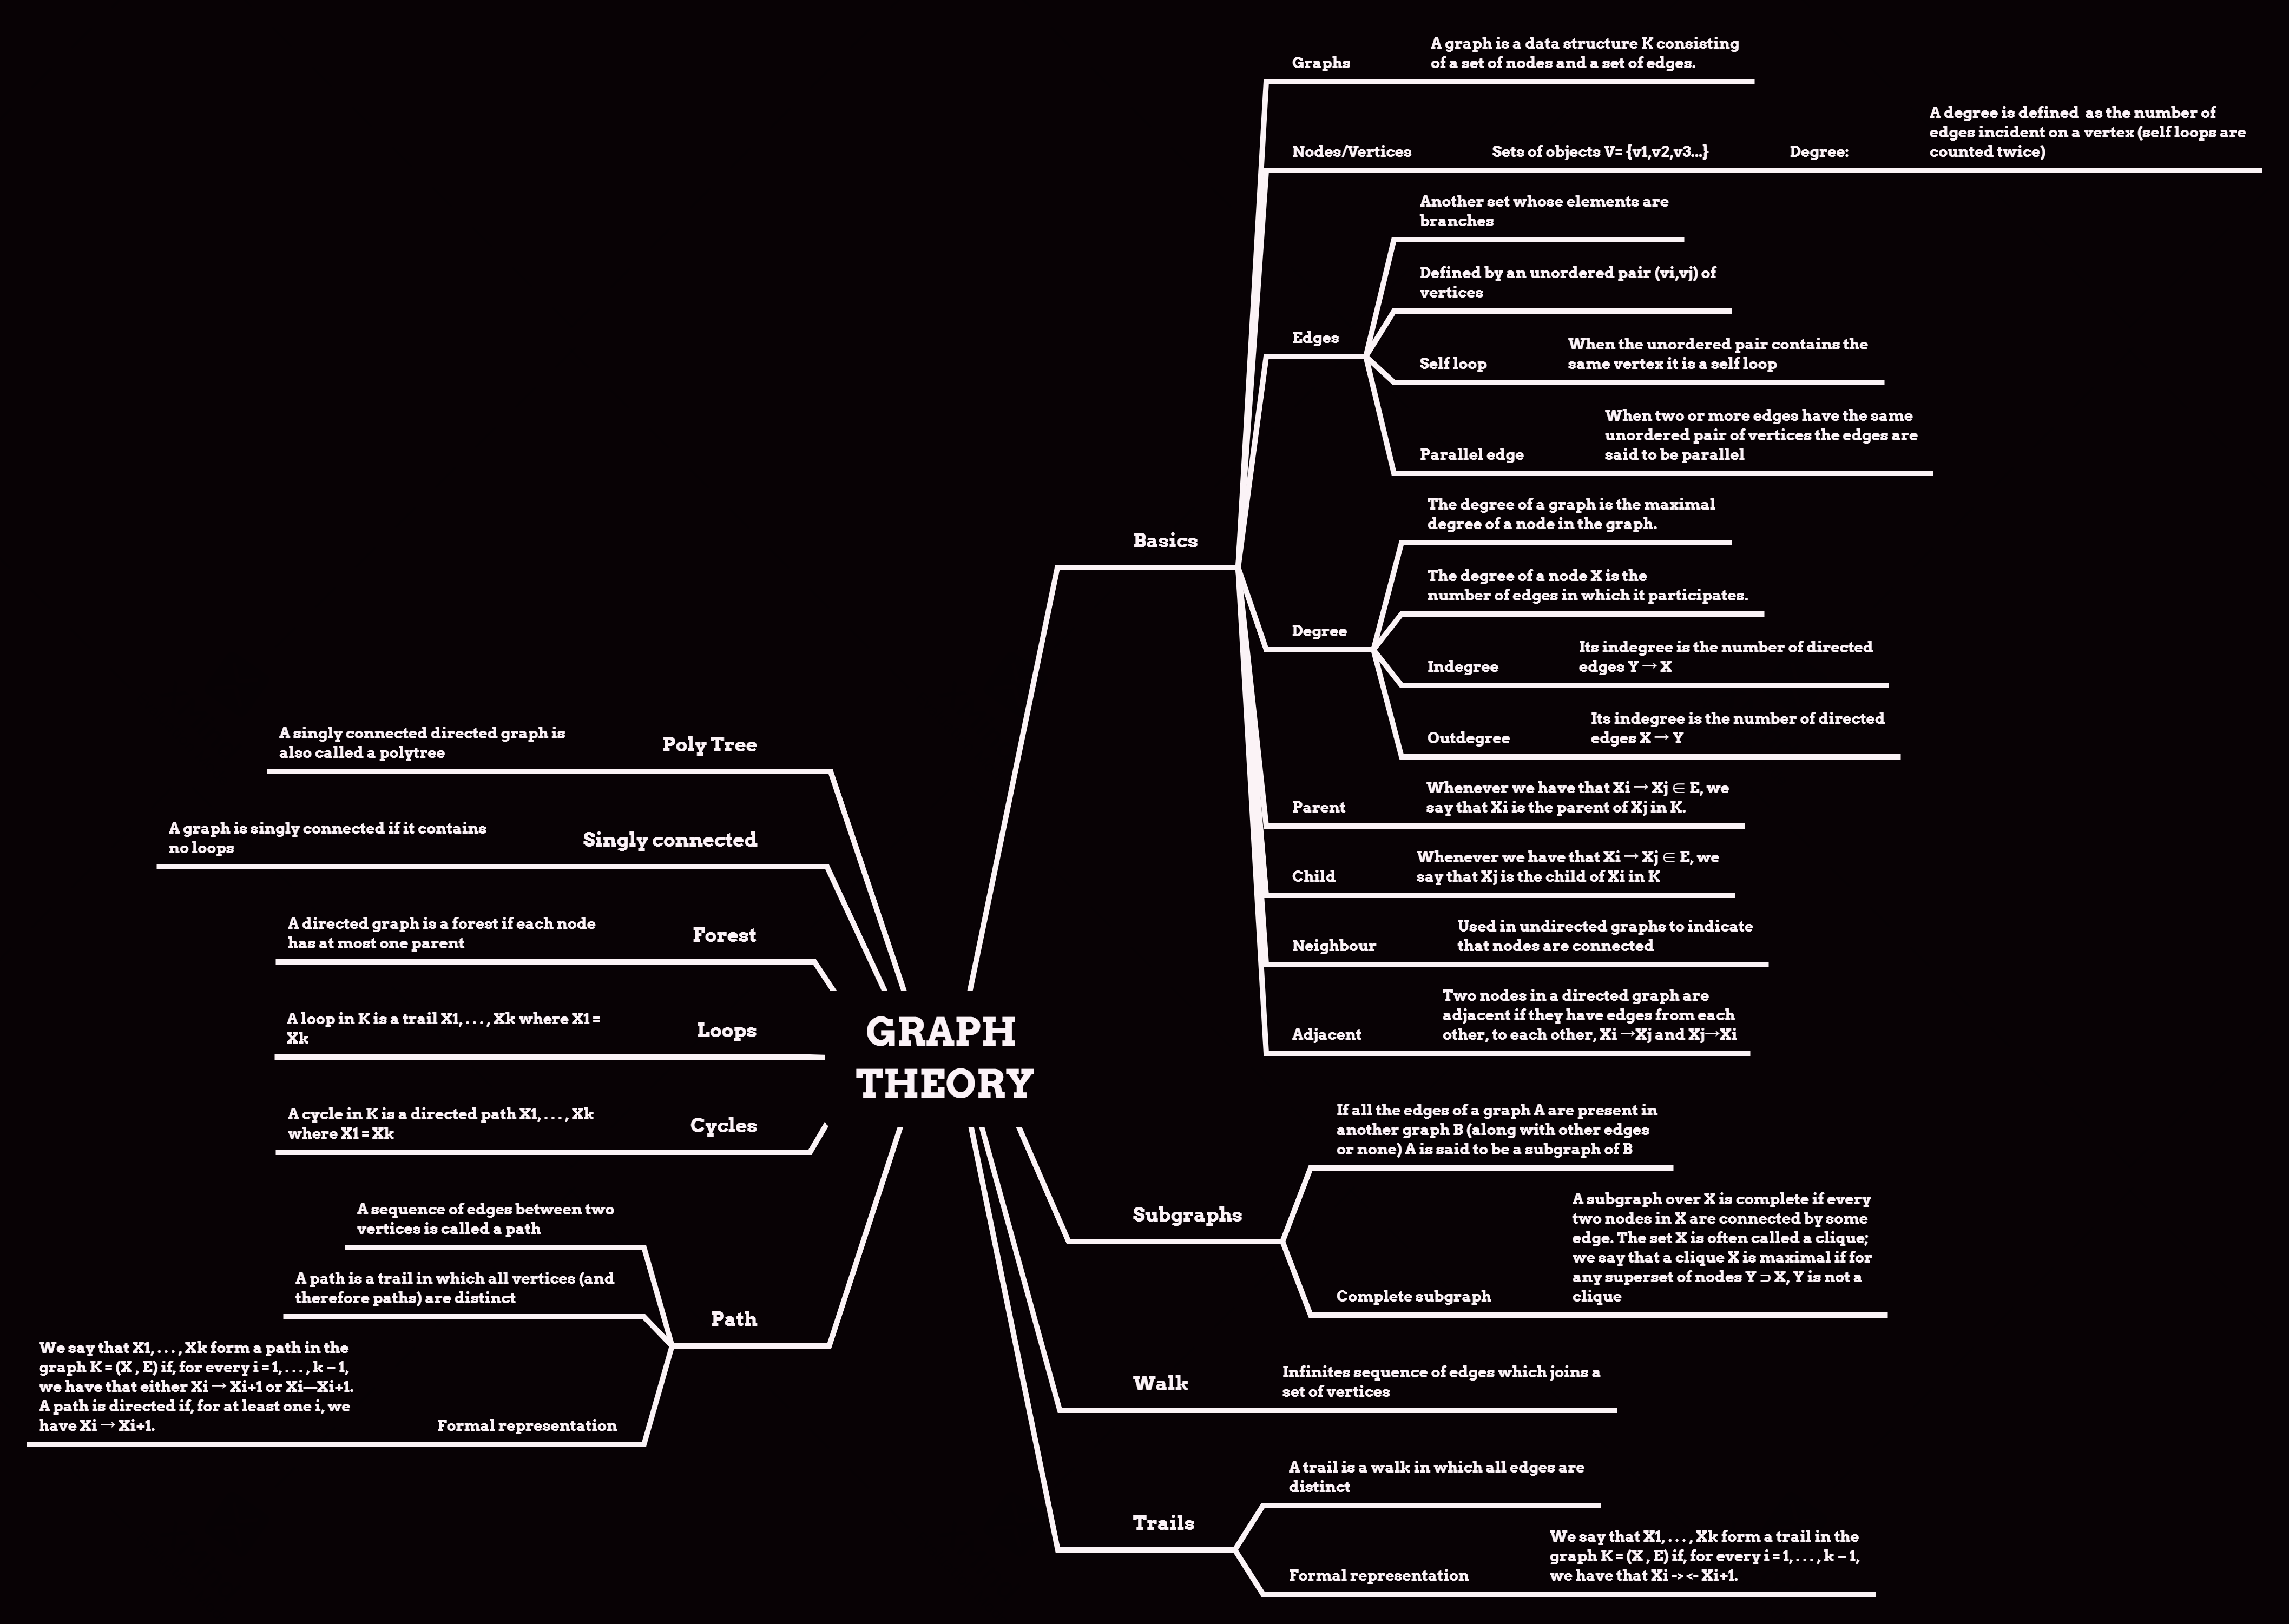 GRAPH
THEORY
Basics
Graphs
A graph is a data structure K consisting
of a set of nodes and a set of edges.
Nodes/Vertices
Sets of objects V= {v1,v2,v3...}
Degree:
A degree is defined  as the number of
edges incident on a vertex (self loops are
counted twice)
Edges
Another set whose elements are
branches
Defined by an unordered pair (vi,vj) of
vertices
Self loop
When the unordered pair contains the
same vertex it is a self loop
Parallel edge
When two or more edges have the same
unordered pair of vertices the edges are
said to be parallel
Degree
The degree of a graph is the maximal
degree of a node in the graph.
The degree of a node X is the
number of edges in which it participates.
Indegree
Its indegree is the number of directed
edges Y → X
Outdegree
Its indegree is the number of directed
edges X → Y
Parent
Whenever we have that Xi → Xj ∈ E, we
say that Xi is the parent of Xj in K.
Child
Whenever we have that Xi → Xj ∈ E, we
say that Xj is the child of Xi in K
Neighbour
Used in undirected graphs to indicate
that nodes are connected
Adjacent
Two nodes in a directed graph are
adjacent if they have edges from each
other, to each other, Xi →Xj and Xj→Xi
Subgraphs
If all the edges of a graph A are present in
another graph B (along with other edges
or none) A is said to be a subgraph of B
Complete subgraph
A subgraph over X is complete if every
two nodes in X are connected by some
edge. The set X is often called a clique;
we say that a clique X is maximal if for
any superset of nodes Y ⊃ X, Y is not a
clique
Walk
Infinites sequence of edges which joins a
set of vertices
Trails
A trail is a walk in which all edges are
distinct
Formal representation
We say that X1, . . . , Xk form a trail in the
graph K = (X , E) if, for every i = 1, . . . , k − 1,
we have that Xi -> <- Xi+1.
Poly Tree
A singly connected directed graph is
also called a polytree
Singly connected
A graph is singly connected if it contains
no loops
Forest
A directed graph is a forest if each node
has at most one parent
Loops
A loop in K is a trail X1, . . . , Xk where X1 =
Xk
Cycles
A cycle in K is a directed path X1, . . . , Xk
where X1 = Xk
Path
A sequence of edges between two
vertices is called a path
A path is a trail in which all vertices (and
therefore paths) are distinct
Formal representation
We say that X1, . . . , Xk form a path in the
graph K = (X , E) if, for every i = 1, . . . , k − 1,
we have that either Xi → Xi+1 or Xi—Xi+1.
A path is directed if, for at least one i, we
have Xi → Xi+1.